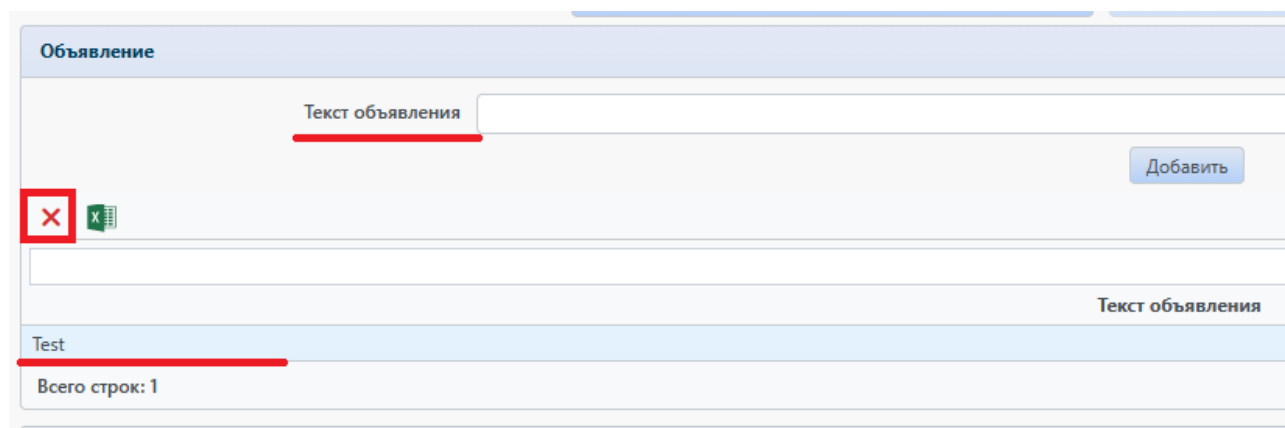 Объявление
Текст объявления
Добавить
Текст объявления
Test
Всего строк: 1